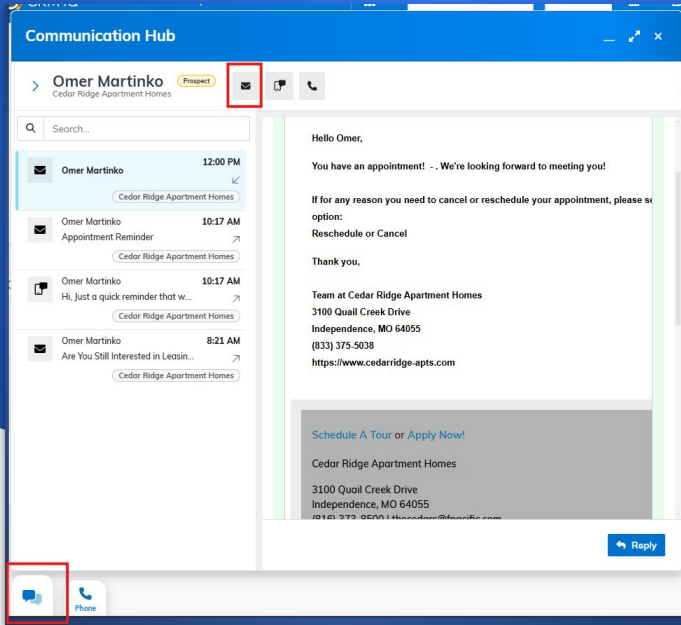 Communication Hub
Omer Martinko Prospect
Cedar Ridge Apartment Homes
Search...
Omer Martinko 12:00 PM
Cedar Ridge Apartment Homes
Omer Martinko 10:17 AM
Appointment Reminder
Cedar Ridge Apartment Homes
Omer Martinko 10:17 AM
Hi, Just a quick reminder that w...
Cedar Ridge Apartment Homes
Omer Martinko 8:21 AM
Are You Still Interested in Leasin...
Cedar Ridge Apartment Homes
Hello Omer,
You have an appointment! - . We're looking forward to meeting you!
If for any reason you need to cancel or reschedule your appointment, please se
option:
Reschedule or Cancel
Thank you,
Team at Cedar Ridge Apartment Homes
3100 Quail Creek Drive
Independence, MO 64055
(833) 375-5038
https://www.cedarridge-apts.com
Schedule A Tour or Apply Now!
Cedar Ridge Apartment Homes
3100 Quail Creek Drive
Independence, MO 64055
(816) 373-8500 | thecedars@fpacific.com
Reply
Phone